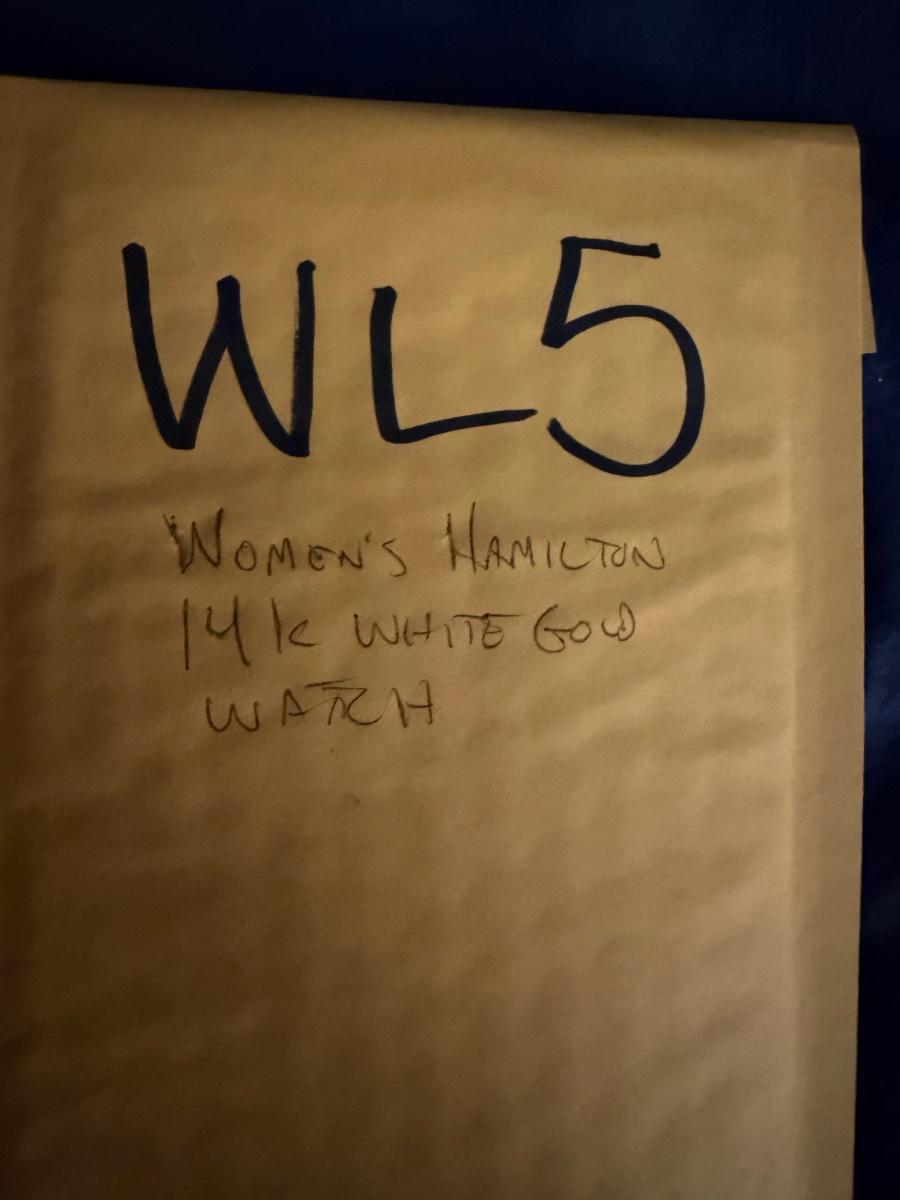 WL5
WOMEN'S HAMILTON
14k WHITE GOLD
WATCH